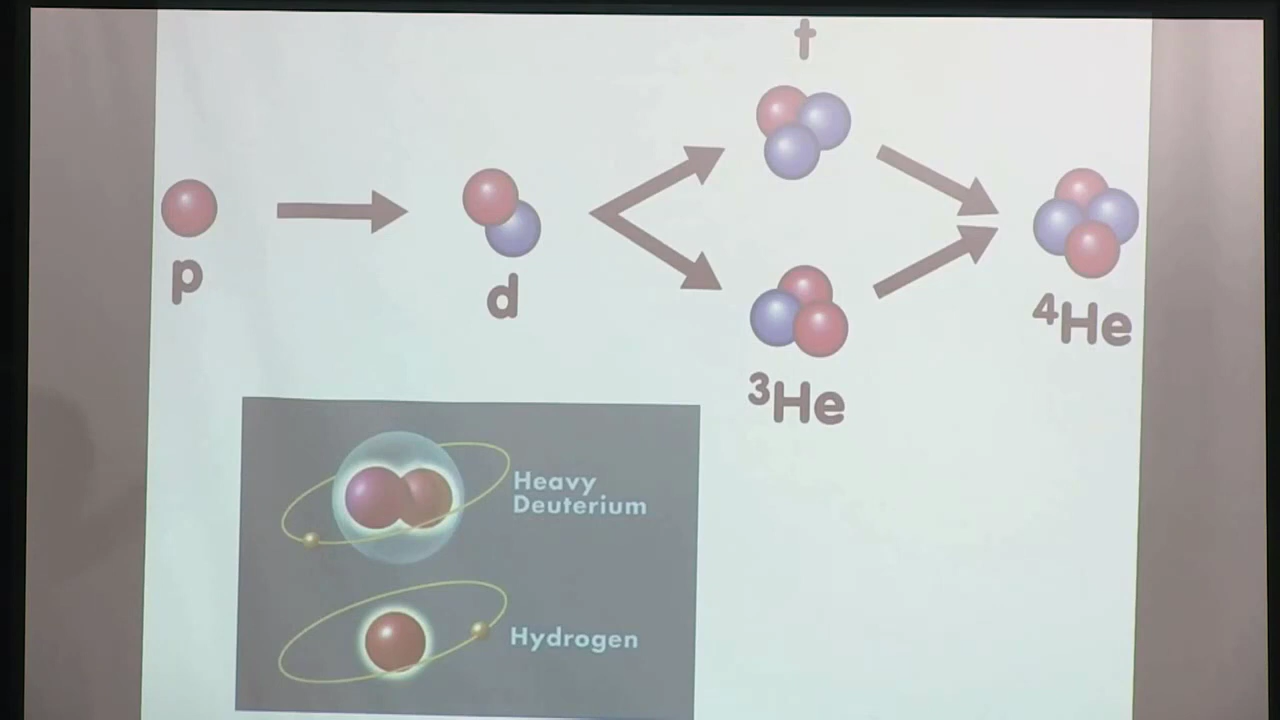 t
p
d
⁴He
³He
Heavy
Deuterium
Hydrogen